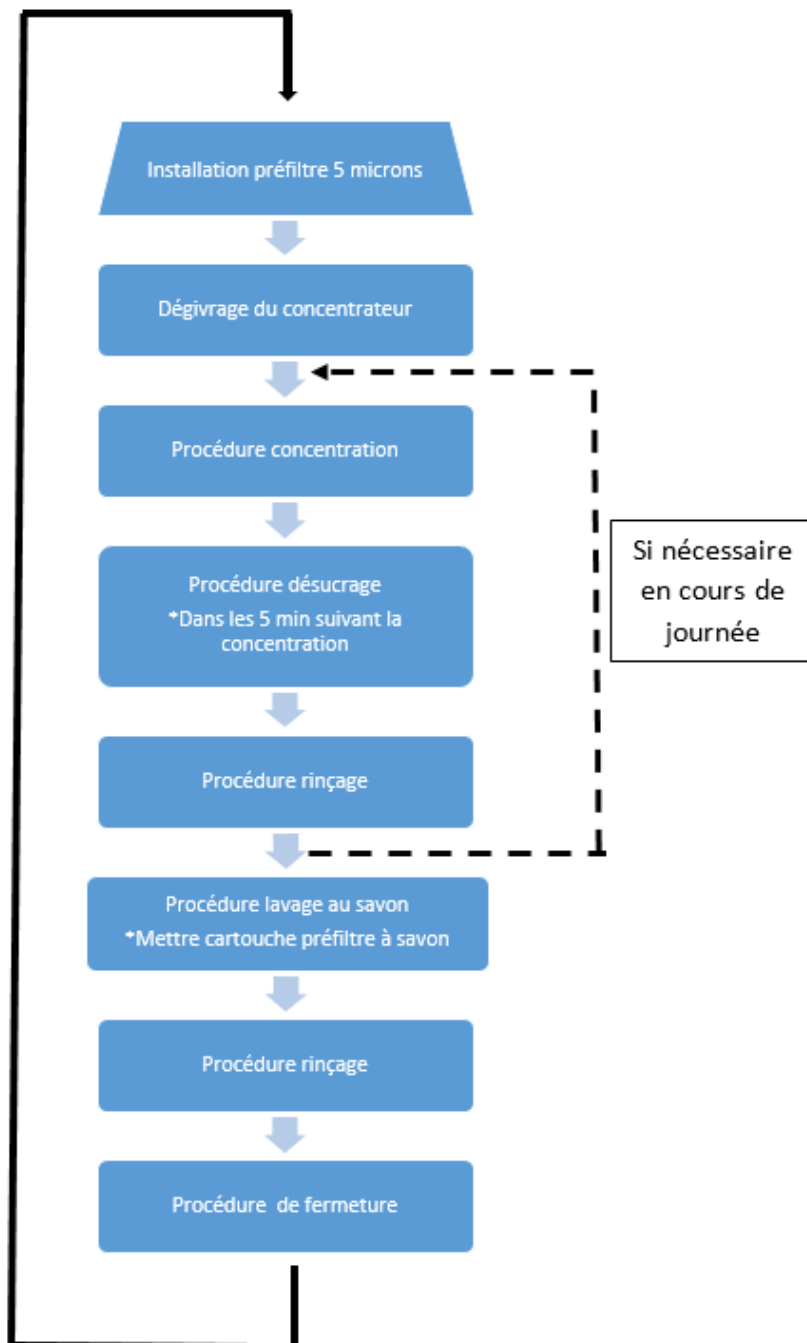 Installation préfiltre 5 microns
Dégivrage du concentrateur
Procédure concentration
Procédure désucrage
*Dans les 5 min suivant la
concentration
Si nécessaire
en cours de
journée
Procédure rinçage
Procédure lavage au savon
*Mettre cartouche préfiltre à savon
Procédure rinçage
Procédure de fermeture